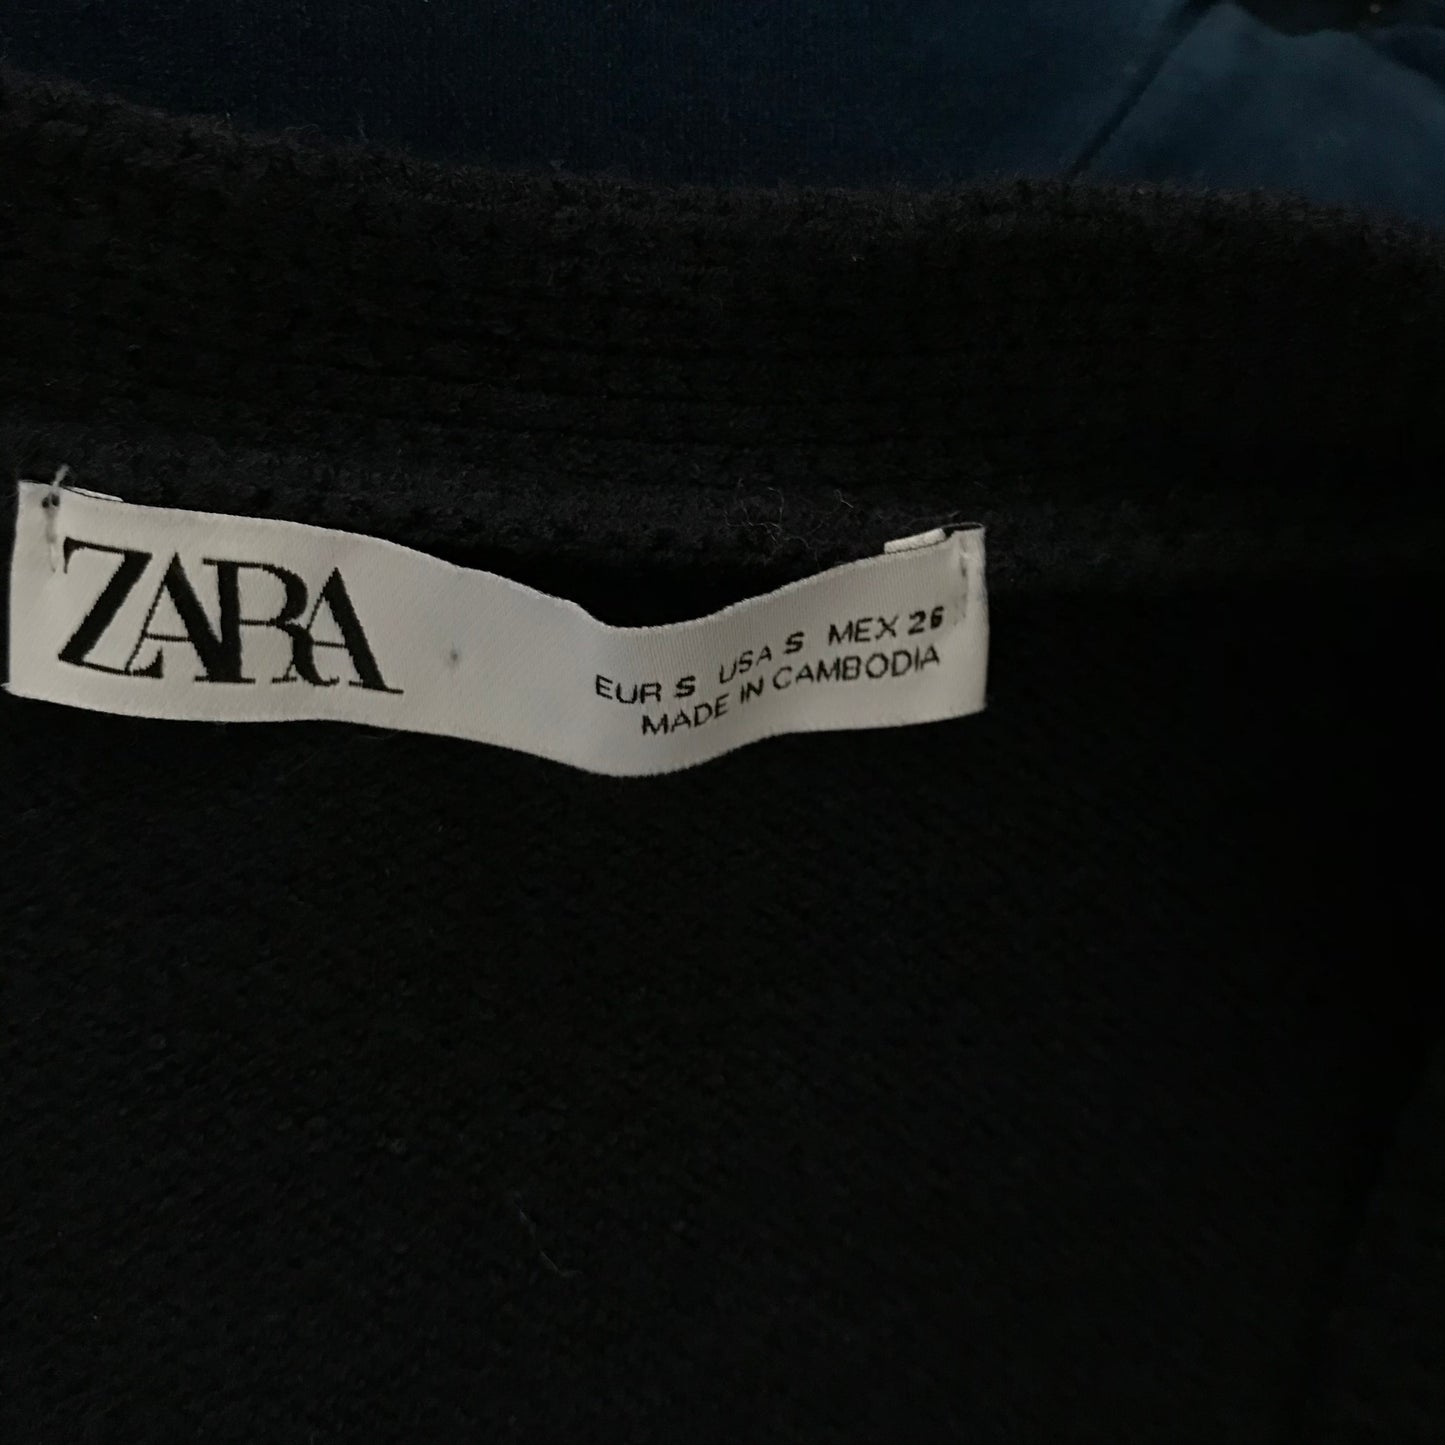 ZARA
EUR S USA S MEX 26
MADE IN CAMBODIA